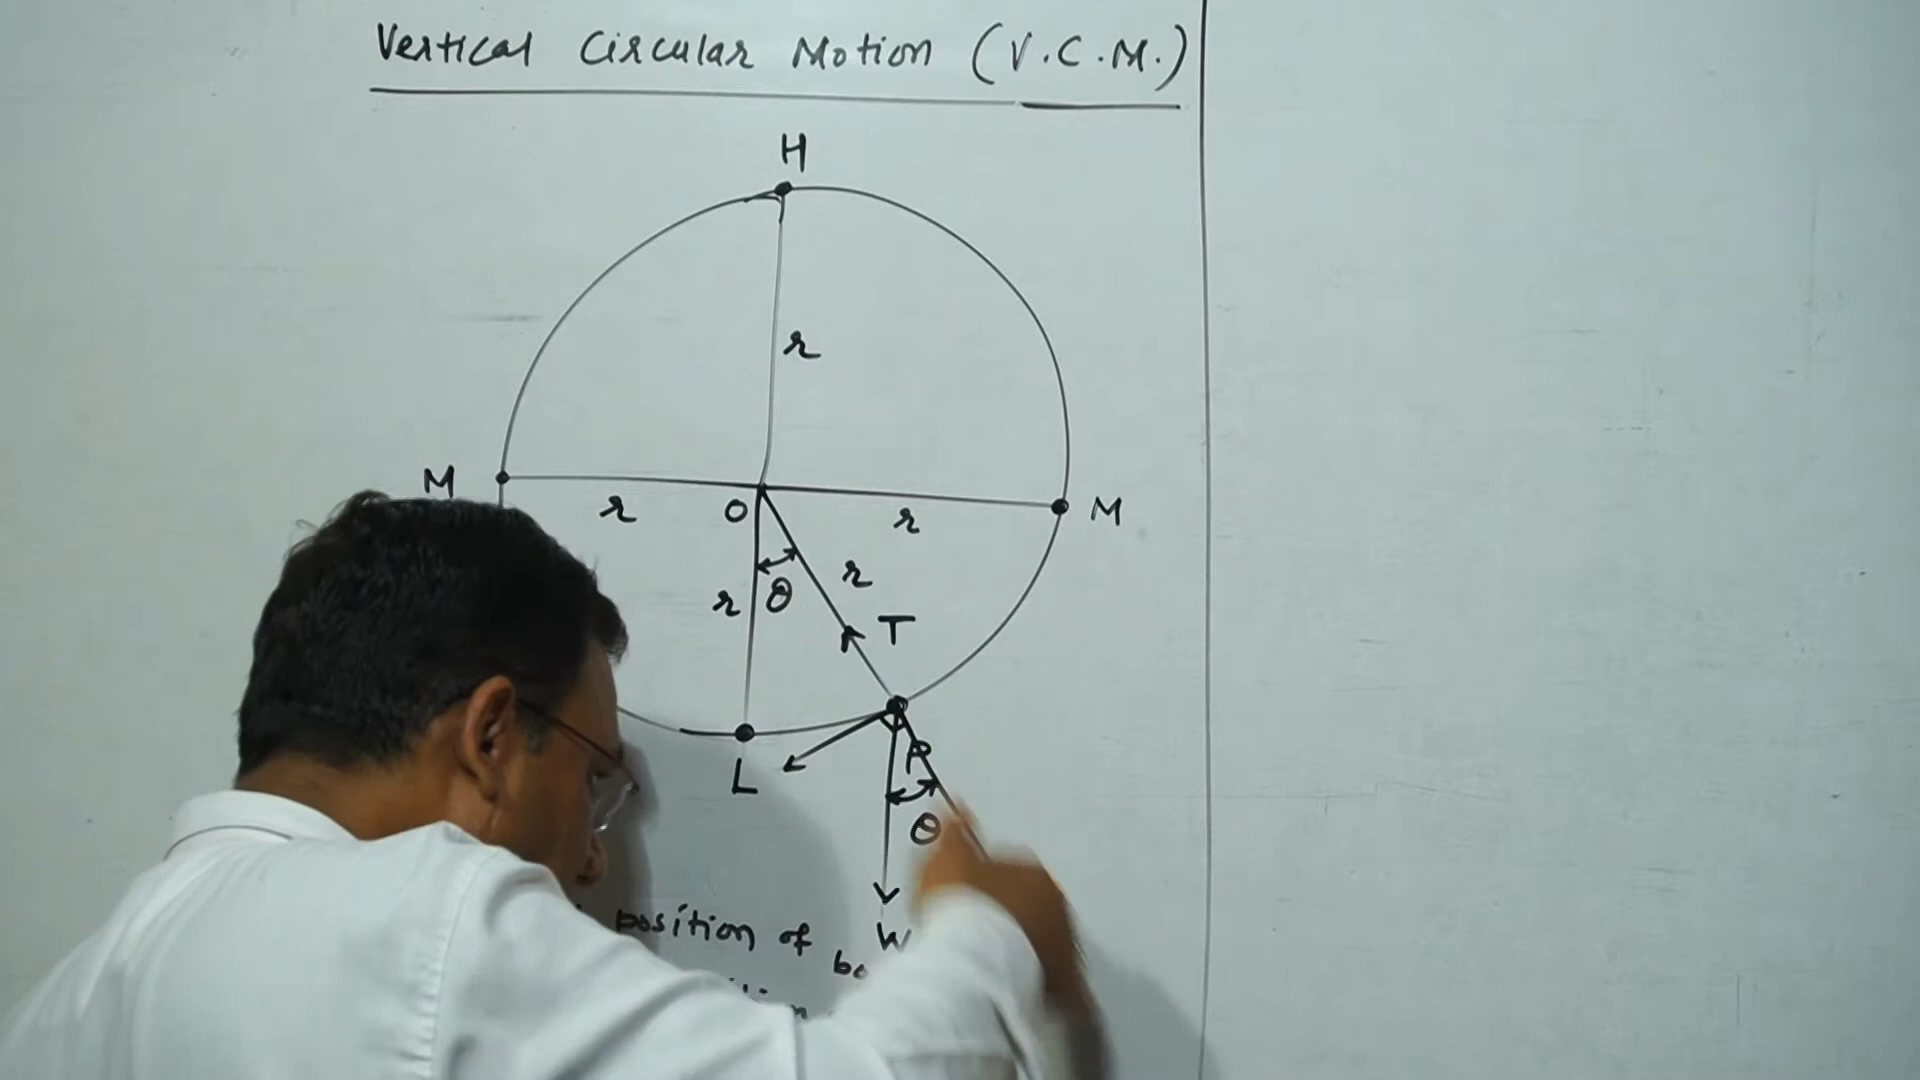 Vertical Circular Motion (V.C.M.)
H
r
M
r
O
r
M
r
θ
r
T
P
L
θ
W
position of